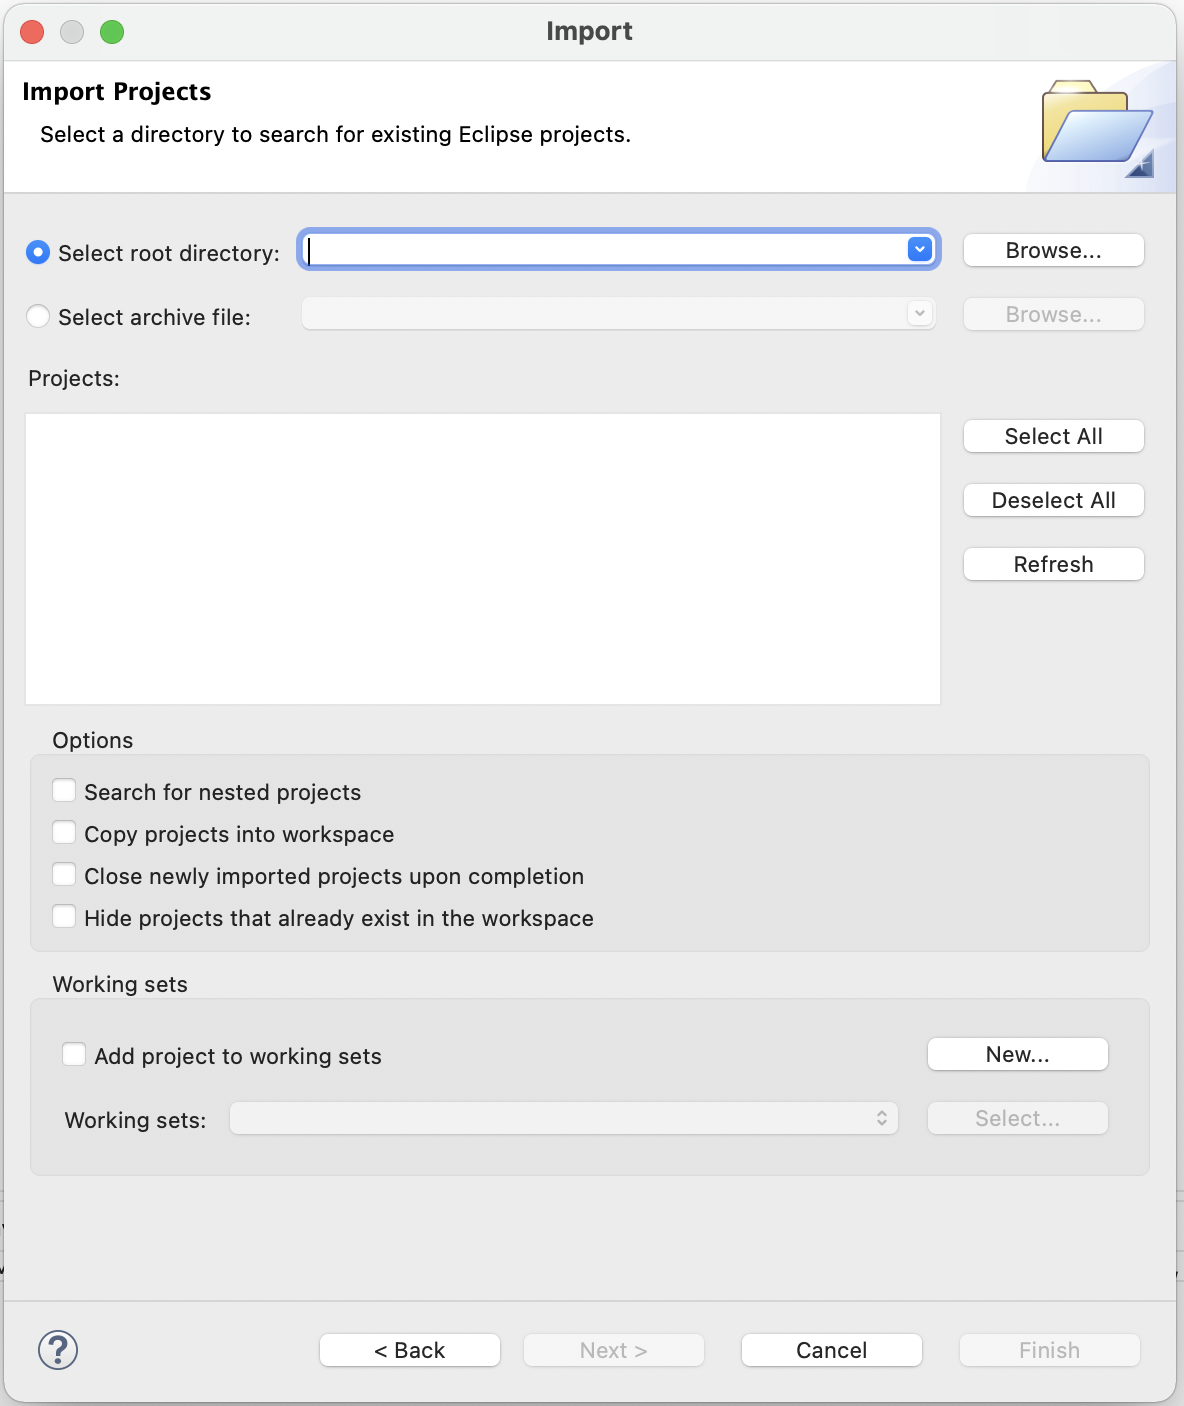 Import
Import Projects
Select a directory to search for existing Eclipse projects.
Select root directory:
Browse...
Select archive file:
Browse...
Projects:
Select All
Deselect All
Refresh
Options
Search for nested projects
Copy projects into workspace
Close newly imported projects upon completion
Hide projects that already exist in the workspace
Working sets
Add project to working sets
New...
Working sets:
Select...
?
< Back
Next >
Cancel
Finish